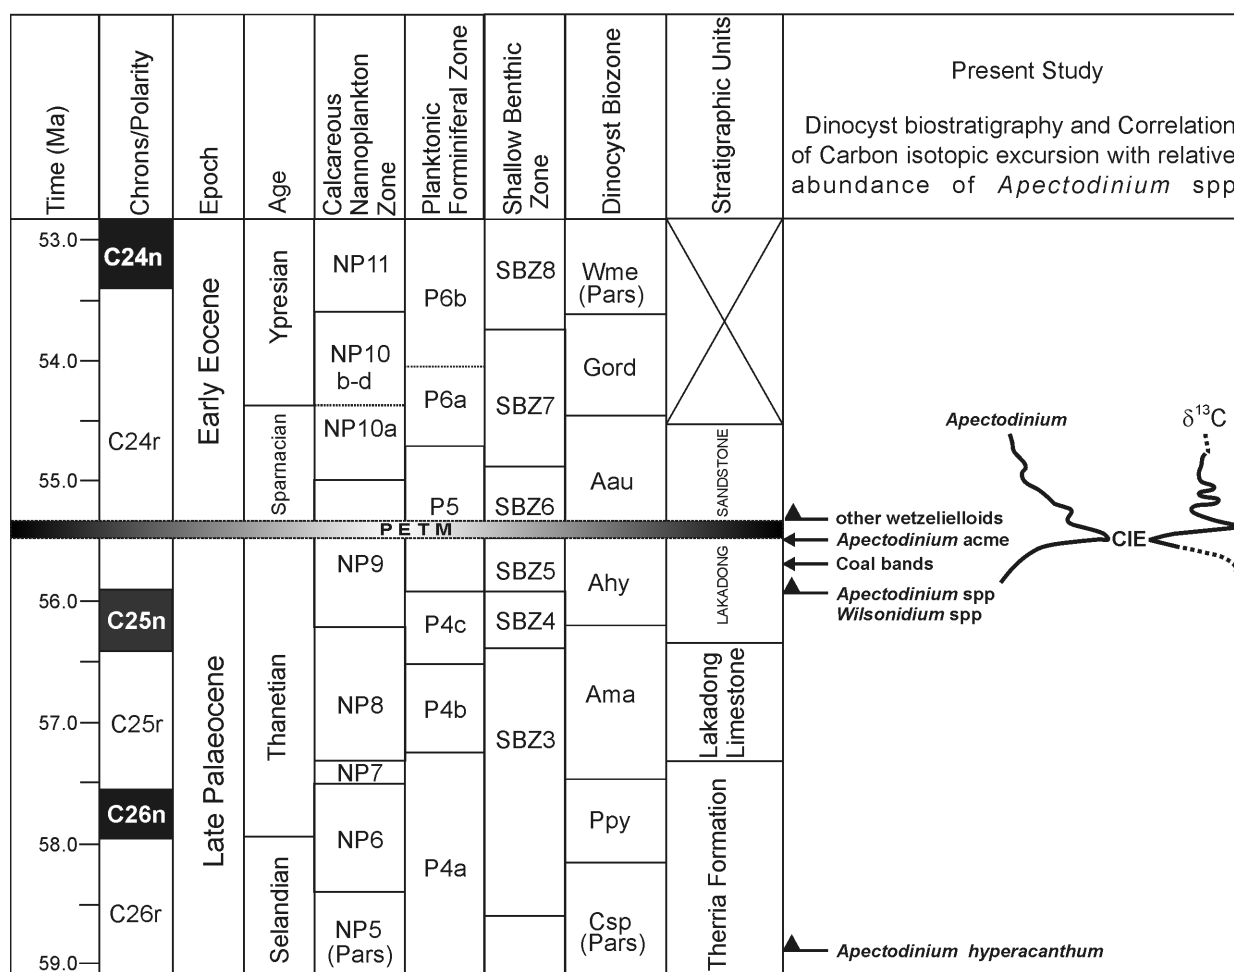 Time (Ma)
Chrons/Polarity
Epoch
Age
Calcareous
Nannoplankton
Zone
Planktonic
Forminiferal Zone
Shallow Benthic
Zone
Dinocyst Biozone
Stratigraphic Units
Present Study
Dinocyst biostratigraphy and Correlation
of Carbon isotopic excursion with relative
abundance of Apectodinium spp
53.0
54.0
55.0
56.0
57.0
58.0
59.0
C24n
C24r
C25n
C25r
C26n
C26r
Early Eocene
Late Palaeocene
Ypresian
Sparnacian
Thanetian
Selandian
NP11
NP10
b-d
NP10a
NP9
NP8
NP7
NP6
NP5
(Pars)
P6b
P6a
P5
P4c
P4b
P4a
SBZ8
SBZ7
SBZ6
SBZ5
SBZ4
SBZ3
Wme
(Pars)
Gord
Aau
Ahy
Ama
Ppy
Csp
(Pars)
LAKADONG SANDSTONE
Lakadong
Limestone
Therria Formation
PETM
Apectodinium
δ13C
other wetzelielloids
Apectodinium acme
CIE
Coal bands
Apectodinium spp
Wilsonidium spp
Apectodinium hyperacanthum